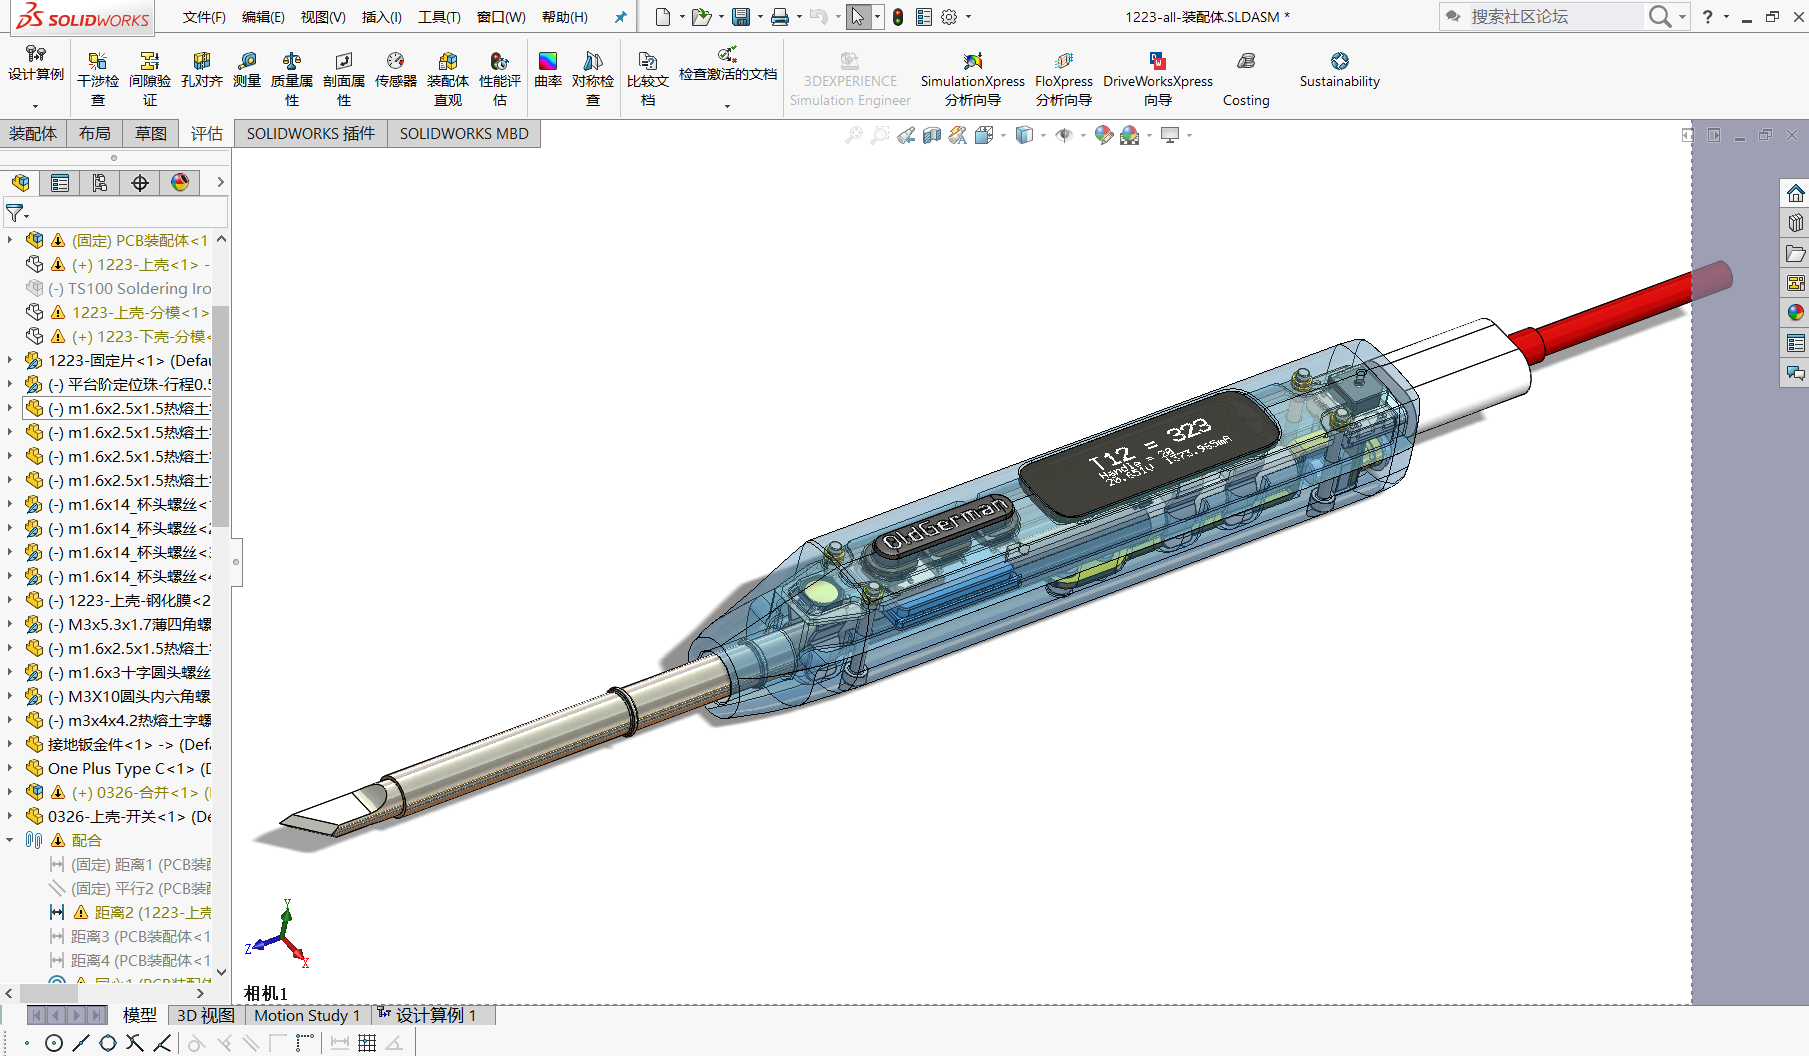 SOLIDWORKS
文件(F) 编辑(E) 视图(V) 插入(I) 工具(T) 窗口(W) 帮助(H)
1223-all-装配体.SLDASM *
搜索社区论坛
?
设计算例
干涉检查
间隙验证
孔对齐
测量
质量属性
剖面属性
传感器
装配体直观
性能评估
曲率
对称检查
比较文档
检查激活的文档
3DEXPERIENCE
Simulation Engineer
SimulationXpress
分析向导
FloXpress
分析向导
DriveWorksXpress
向导
Costing
Sustainability
装配体 布局 草图 评估 SOLIDWORKS 插件 SOLIDWORKS MBD
(固定) PCB装配体<1
(+) 1223-上壳<1> -
(-) TS100 Soldering Iro
1223-上壳-分模<1>
(+) 1223-下壳-分模<
1223-固定片<1> (Defau
(-) 平台阶定位珠-行程0.5
(-) m1.6x2.5x1.5热熔土
(-) m1.6x2.5x1.5热熔土
(-) m1.6x2.5x1.5热熔土
(-) m1.6x2.5x1.5热熔土
(-) m1.6x14_杯头螺丝<1
(-) m1.6x14_杯头螺丝<2
(-) m1.6x14_杯头螺丝<3
(-) m1.6x14_杯头螺丝<4
(-) 1223-上壳-钢化膜<2
(-) M3x5.3x1.7薄四角螺
(-) m1.6x2.5x1.5热熔土
(-) m1.6x3十字圆头螺丝
(-) M3X10圆头内六角螺
(-) m3x4x4.2热熔土字螺
接地钣金件<1> -> (Defa
One Plus Type C<1> (D
(+) 0326-合并<1> (
0326-上壳-开关<1> (De
配合
(固定) 距离1 (PCB装配
(固定) 平行2 (PCB装配
距离2 (1223-上壳
距离3 (PCB装配体<1
距离4 (PCB装配体<1
T12 = 323
Handle = 20
20.651V 1373.965mA
OldGerman
Y
Z
X
相机1
模型 3D 视图 Motion Study 1 设计算例 1